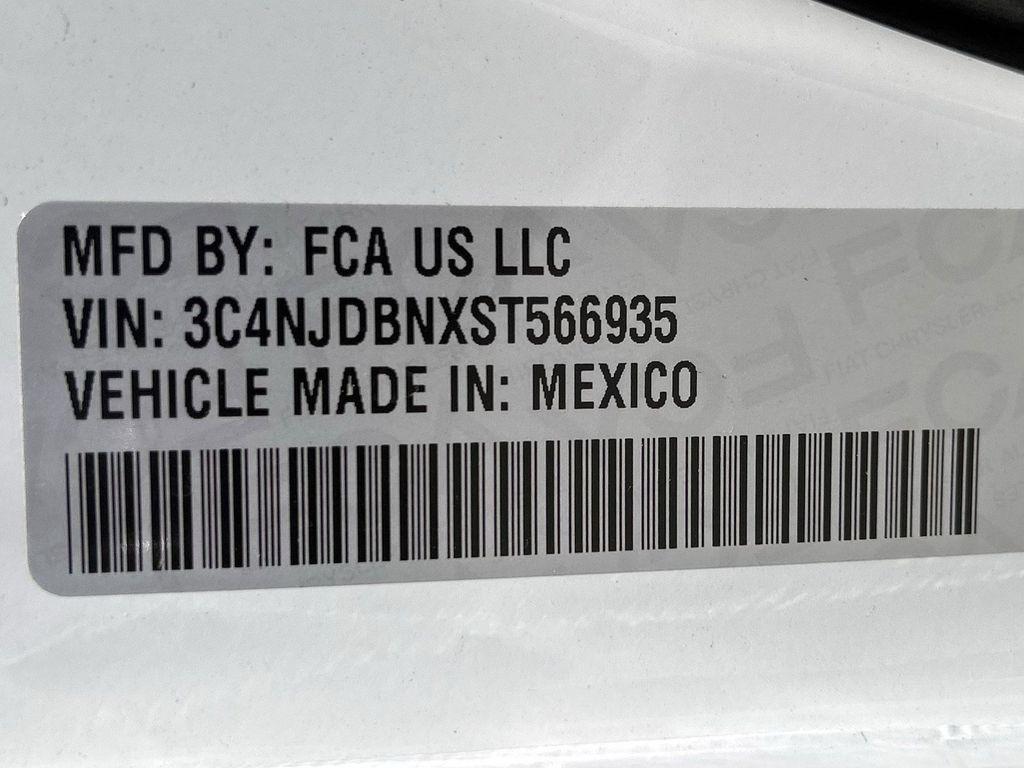 MFD BY: FCA US LLC
VIN: 3C4NJDBNXST566935
VEHICLE MADE IN: MEXICO